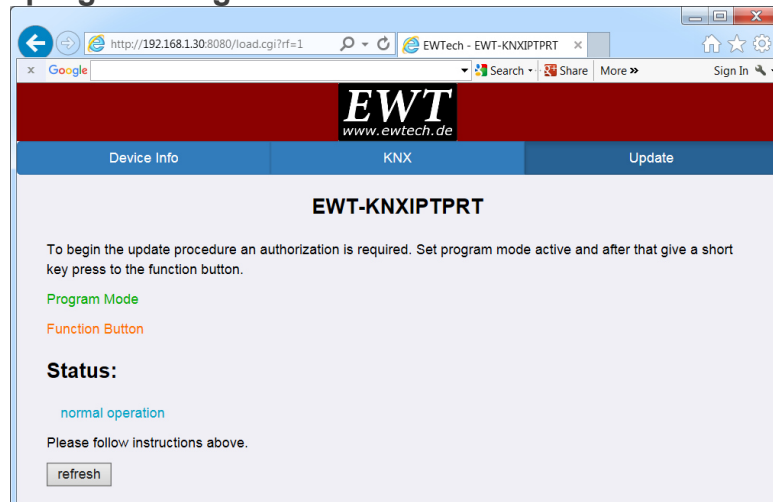 http://192.168.1.30:8080/load.cgi?rf=1
EWTech - EWT-KNXIPTPRT
x Google
Search
Share
More »
Sign In
EWT
www.ewtech.de
Device Info
KNX
Update
EWT-KNXIPTPRT
To begin the update procedure an authorization is required. Set program mode active and after that give a short
key press to the function button.
Program Mode
Function Button
Status:
normal operation
Please follow instructions above.
refresh